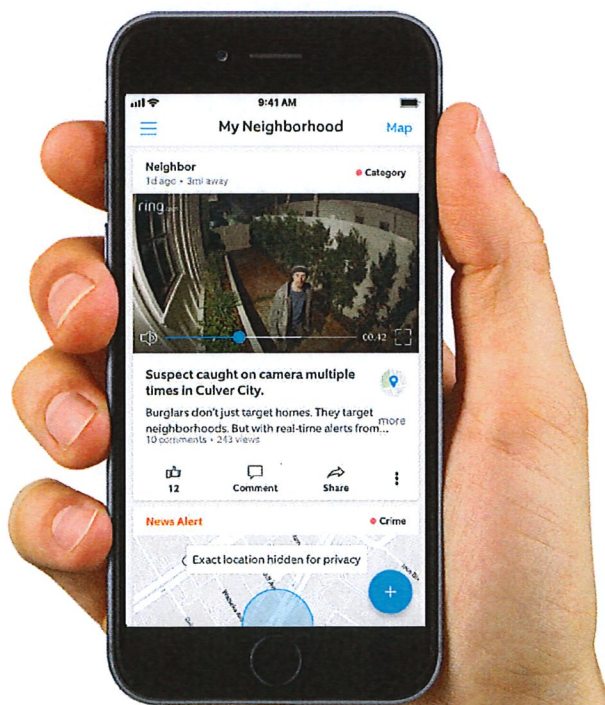 9:41 AM
My Neighborhood
Map
Neighbor
Category
1d ago • 3mi away
ring
00:42
Suspect caught on camera multiple
times in Culver City.
Burglars don't just target homes. They target
neighborhoods. But with real-time alerts from...
more
10 comments • 243 views
12
Comment
Share
News Alert
Crime
Exact location hidden for privacy